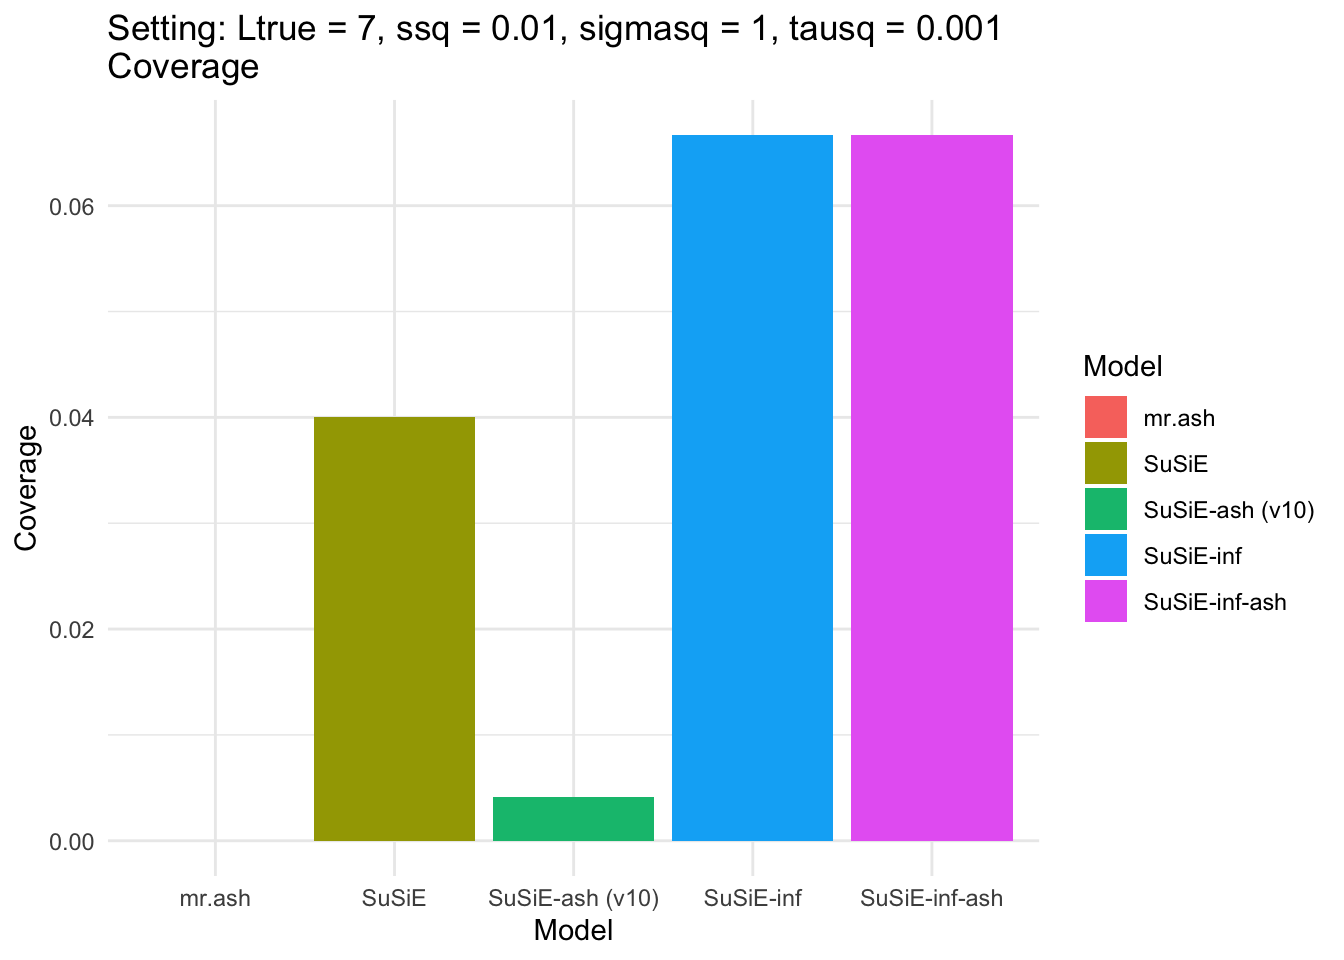 Setting: Ltrue = 7, ssq = 0.01, sigmasq = 1, tausq = 0.001
Coverage
0.06
0.04
0.02
0.00
Coverage
mr.ash
SuSiE
SuSiE-ash (v10)
SuSiE-inf
SuSiE-inf-ash
Model
Model
mr.ash
SuSiE
SuSiE-ash (v10)
SuSiE-inf
SuSiE-inf-ash